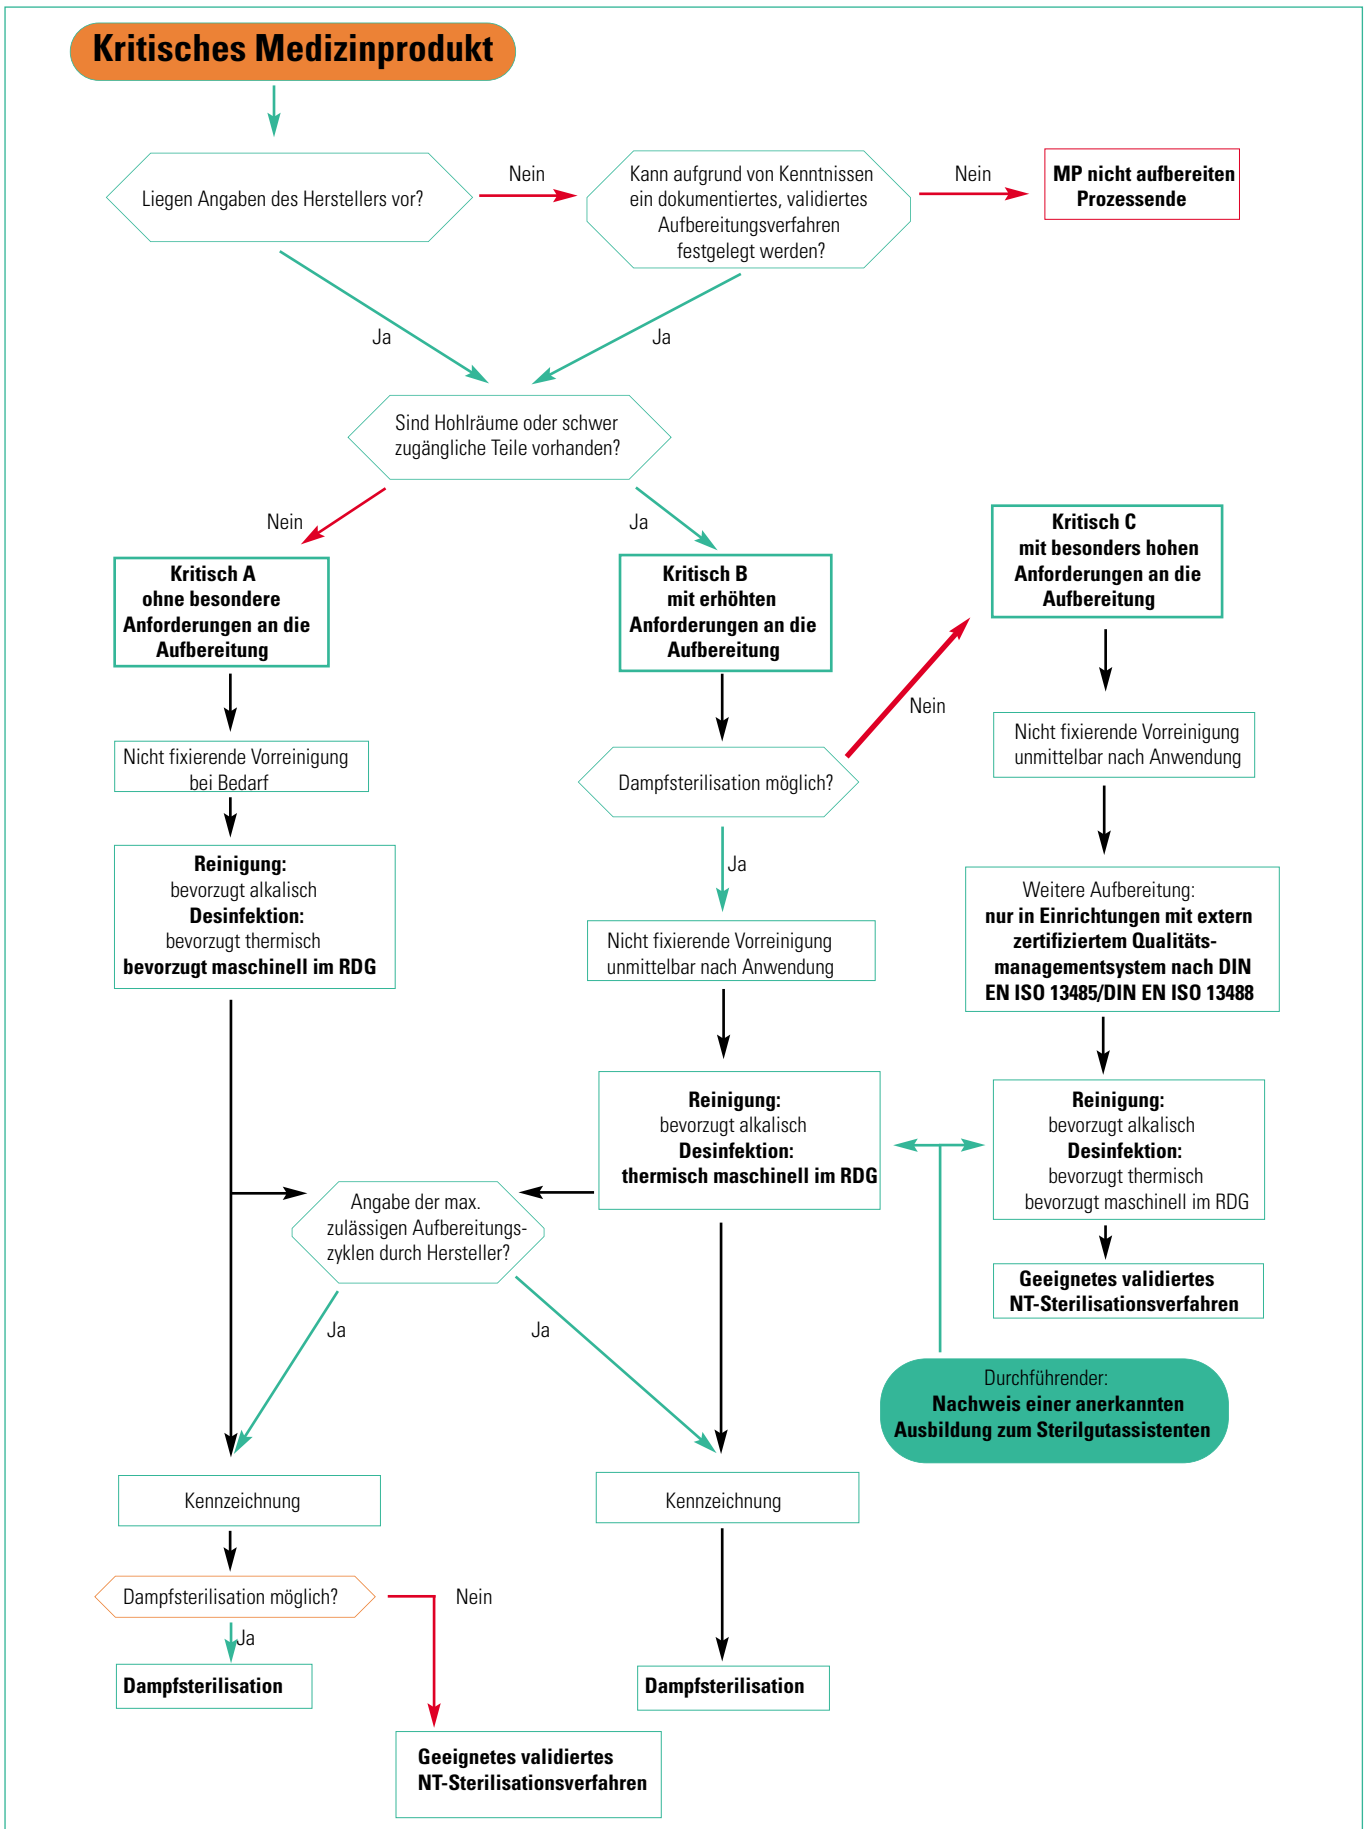 Kritisches Medizinprodukt
Liegen Angaben des Herstellers vor?
Nein
Kann aufgrund von Kenntnissen
ein dokumentiertes, validiertes
Aufbereitungsverfahren
festgelegt werden?
Nein
MP nicht aufbereiten
Prozessende
Ja
Ja
Sind Hohlräume oder schwer
zugängliche Teile vorhanden?
Nein
Ja
Kritisch A
ohne besondere
Anforderungen an die
Aufbereitung
Kritisch B
mit erhöhten
Anforderungen an die
Aufbereitung
Kritisch C
mit besonders hohen
Anforderungen an die
Aufbereitung
Nein
Nicht fixierende Vorreinigung
bei Bedarf
Dampfsterilisation möglich?
Nicht fixierende Vorreinigung
unmittelbar nach Anwendung
Ja
Reinigung:
bevorzugt alkalisch
Desinfektion:
bevorzugt thermisch
bevorzugt maschinell im RDG
Nicht fixierende Vorreinigung
unmittelbar nach Anwendung
Weitere Aufbereitung:
nur in Einrichtungen mit extern
zertifiziertem Qualitäts-
managementsystem nach DIN
EN ISO 13485/DIN EN ISO 13488
Reinigung:
bevorzugt alkalisch
Desinfektion:
thermisch maschinell im RDG
Reinigung:
bevorzugt alkalisch
Desinfektion:
bevorzugt thermisch
bevorzugt maschinell im RDG
Angabe der max.
zulässigen Aufbereitungs-
zyklen durch Hersteller?
Geeignetes validiertes
NT-Sterilisationsverfahren
Ja
Ja
Durchführender:
Nachweis einer anerkannten
Ausbildung zum Sterilgutassistenten
Kennzeichnung
Kennzeichnung
Dampfsterilisation möglich?
Nein
Ja
Dampfsterilisation
Dampfsterilisation
Geeignetes validiertes
NT-Sterilisationsverfahren